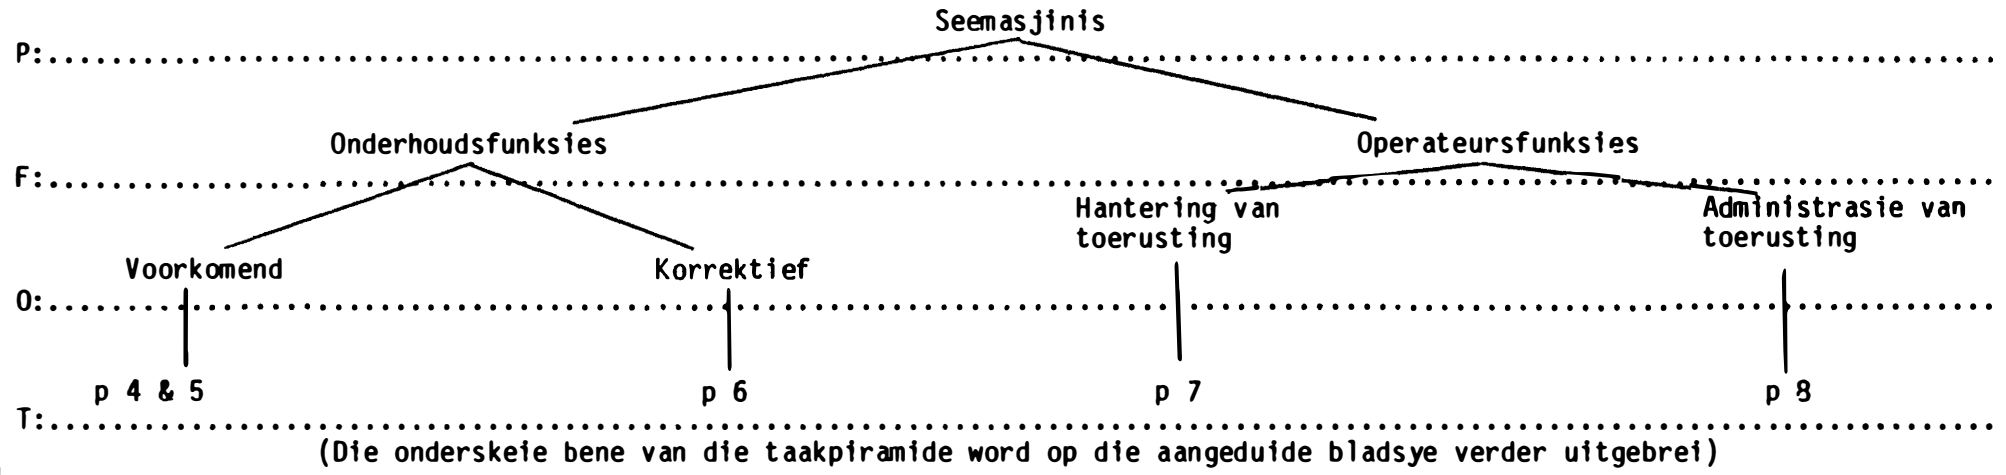 Seemasjinis
P:
Onderhoudsfunksies Operateursfunksies
F:
Hantering van toerusting Administrasie van toerusting
Voorkomend Korrektief
O:
p 4 & 5 p 6 p 7 p 8
T:
(Die onderskeie bene van die taakpiramide word op die aangeduide bladsye verder uitgebrei)